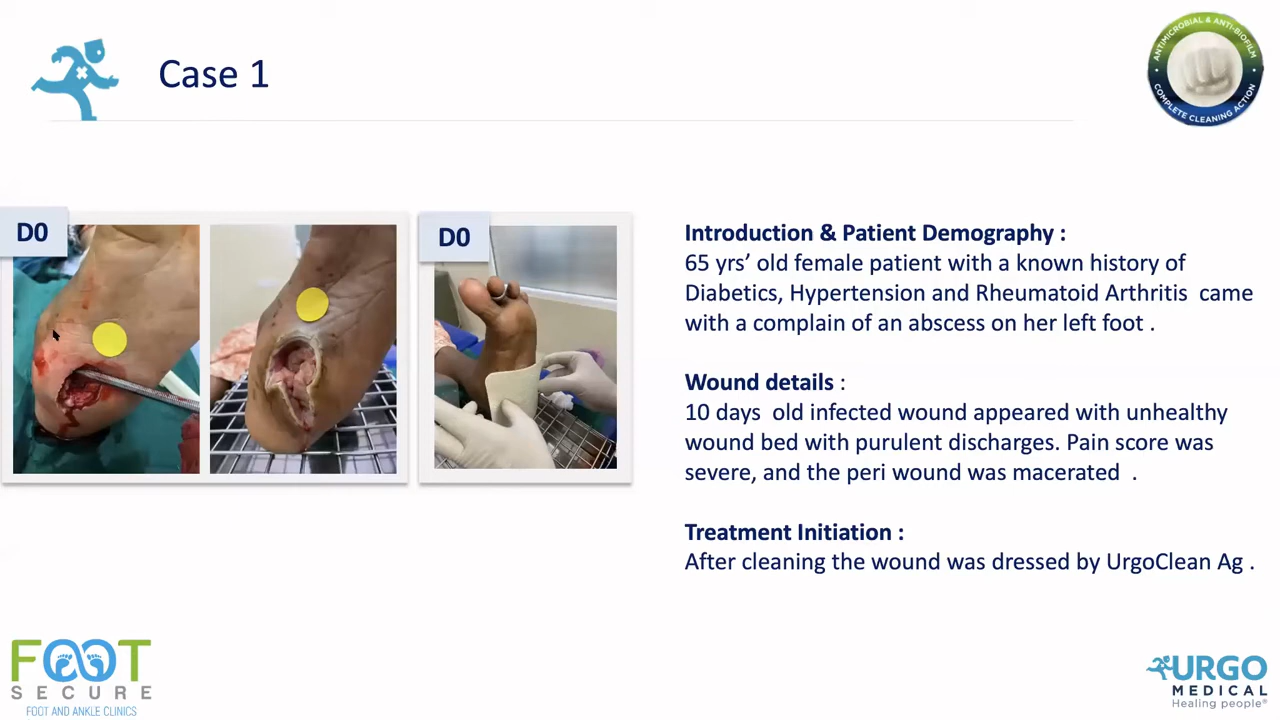 Case 1
ANTIMICROBIAL & ANTI-BIOFILM
COMPLETE CLEANING ACTION
D0
D0
Introduction & Patient Demography :
65 yrs’ old female patient with a known history of
Diabetics, Hypertension and Rheumatoid Arthritis came
with a complain of an abscess on her left foot .
Wound details :
10 days old infected wound appeared with unhealthy
wound bed with purulent discharges. Pain score was
severe, and the peri wound was macerated .
Treatment Initiation :
After cleaning the wound was dressed by UrgoClean Ag .
FOOT
SECURE
FOOT AND ANKLE CLINICS
URGO
MEDICAL
Healing people®